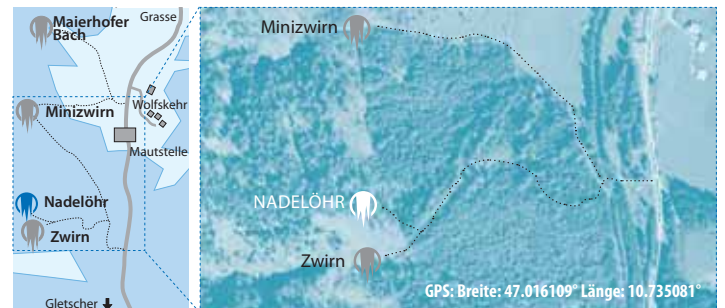 Grasse
Maierhofer
Bach
Wolfskehr
Minizwirn
Mautstelle
Nadelöhr
Zwirn
Gletscher
Minizwirn
NADELÖHR
Zwirn
GPS: Breite: 47.016109° Länge: 10.735081°